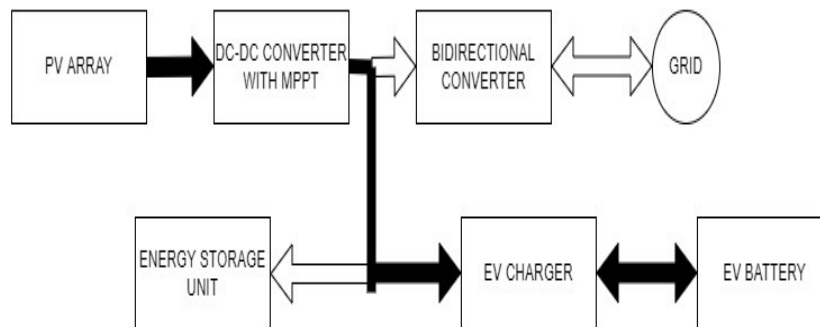 PV ARRAY
DC-DC CONVERTER
WITH MPPT
BIDIRECTIONAL
CONVERTER
GRID
ENERGY STORAGE
UNIT
EV CHARGER
EV BATTERY